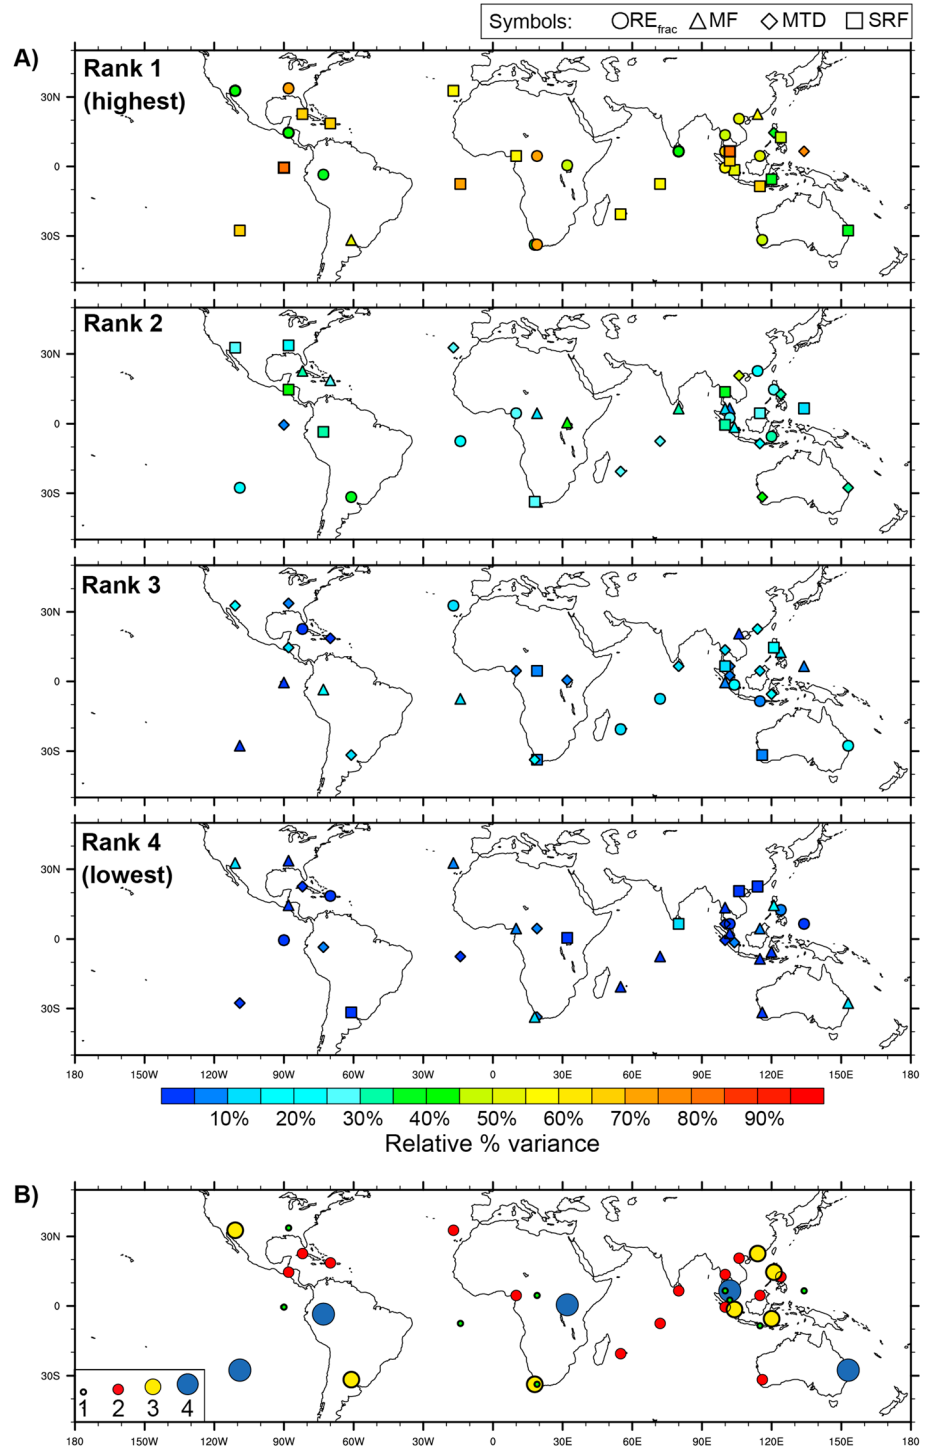 Symbols: REfrac MF MTD SRF
A)
Rank 1
(highest)
30N
0
30S
Rank 2
30N
0
30S
Rank 3
30N
0
30S
Rank 4
(lowest)
30N
0
30S
180 150W 120W 90W 60W 30W 0 30E 60E 90E 120E 150E 180
10% 20% 30% 40% 50% 60% 70% 80% 90%
Relative % variance
B)
30N
0
30S
1 2 3 4
180 150W 120W 90W 60W 30W 0 30E 60E 90E 120E 150E 180